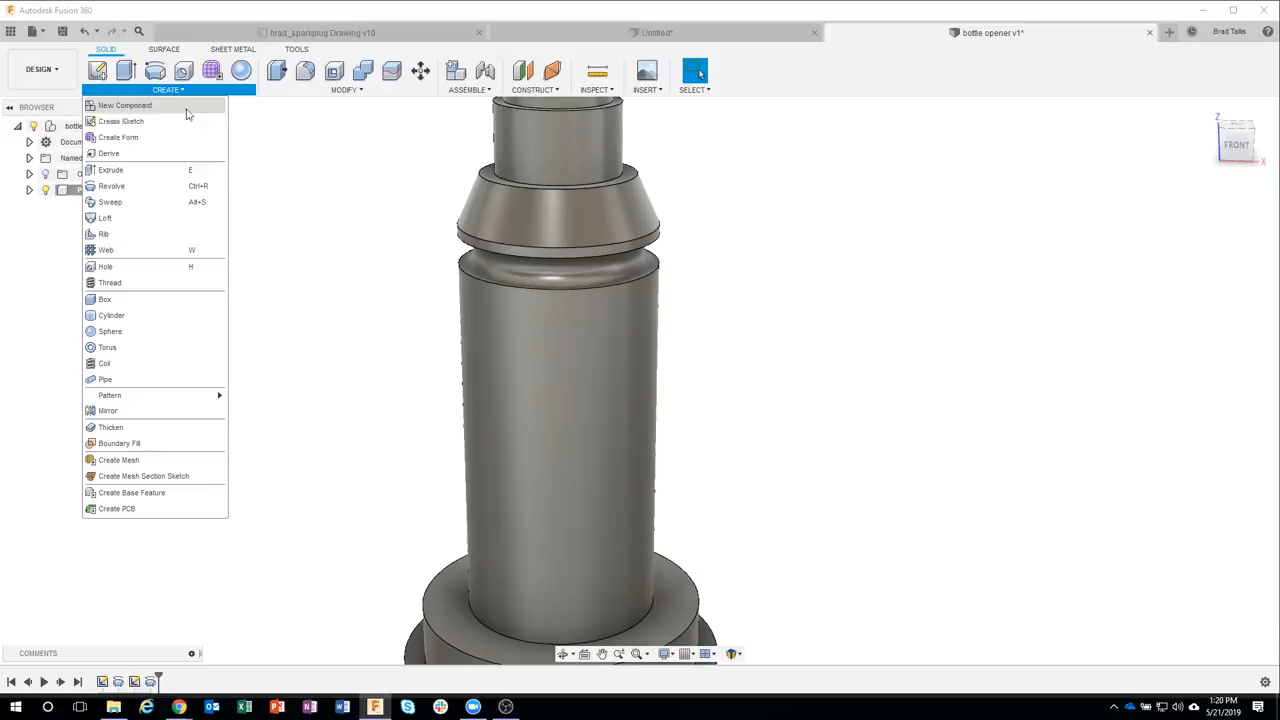 Autodesk Fusion 360
brad_sparkplug Drawing v10
Untitled*
bottle opener v1*
Brad Tallis
SOLID
SURFACE
SHEET METAL
TOOLS
DESIGN
CREATE
MODIFY
ASSEMBLE
CONSTRUCT
INSPECT
INSERT
SELECT
BROWSER
bottle
Docum
Named
O
New Component
Create Sketch
Create Form
Derive
Extrude E
Revolve Ctrl+R
Sweep Alt+S
Loft
Rib
Web W
Hole H
Thread
Box
Cylinder
Sphere
Torus
Coil
Pipe
Pattern
Mirror
Thicken
Boundary Fill
Create Mesh
Create Mesh Section Sketch
Create Base Feature
Create PCB
Z
FRONT
X
COMMENTS
1:20 PM
5/21/2019